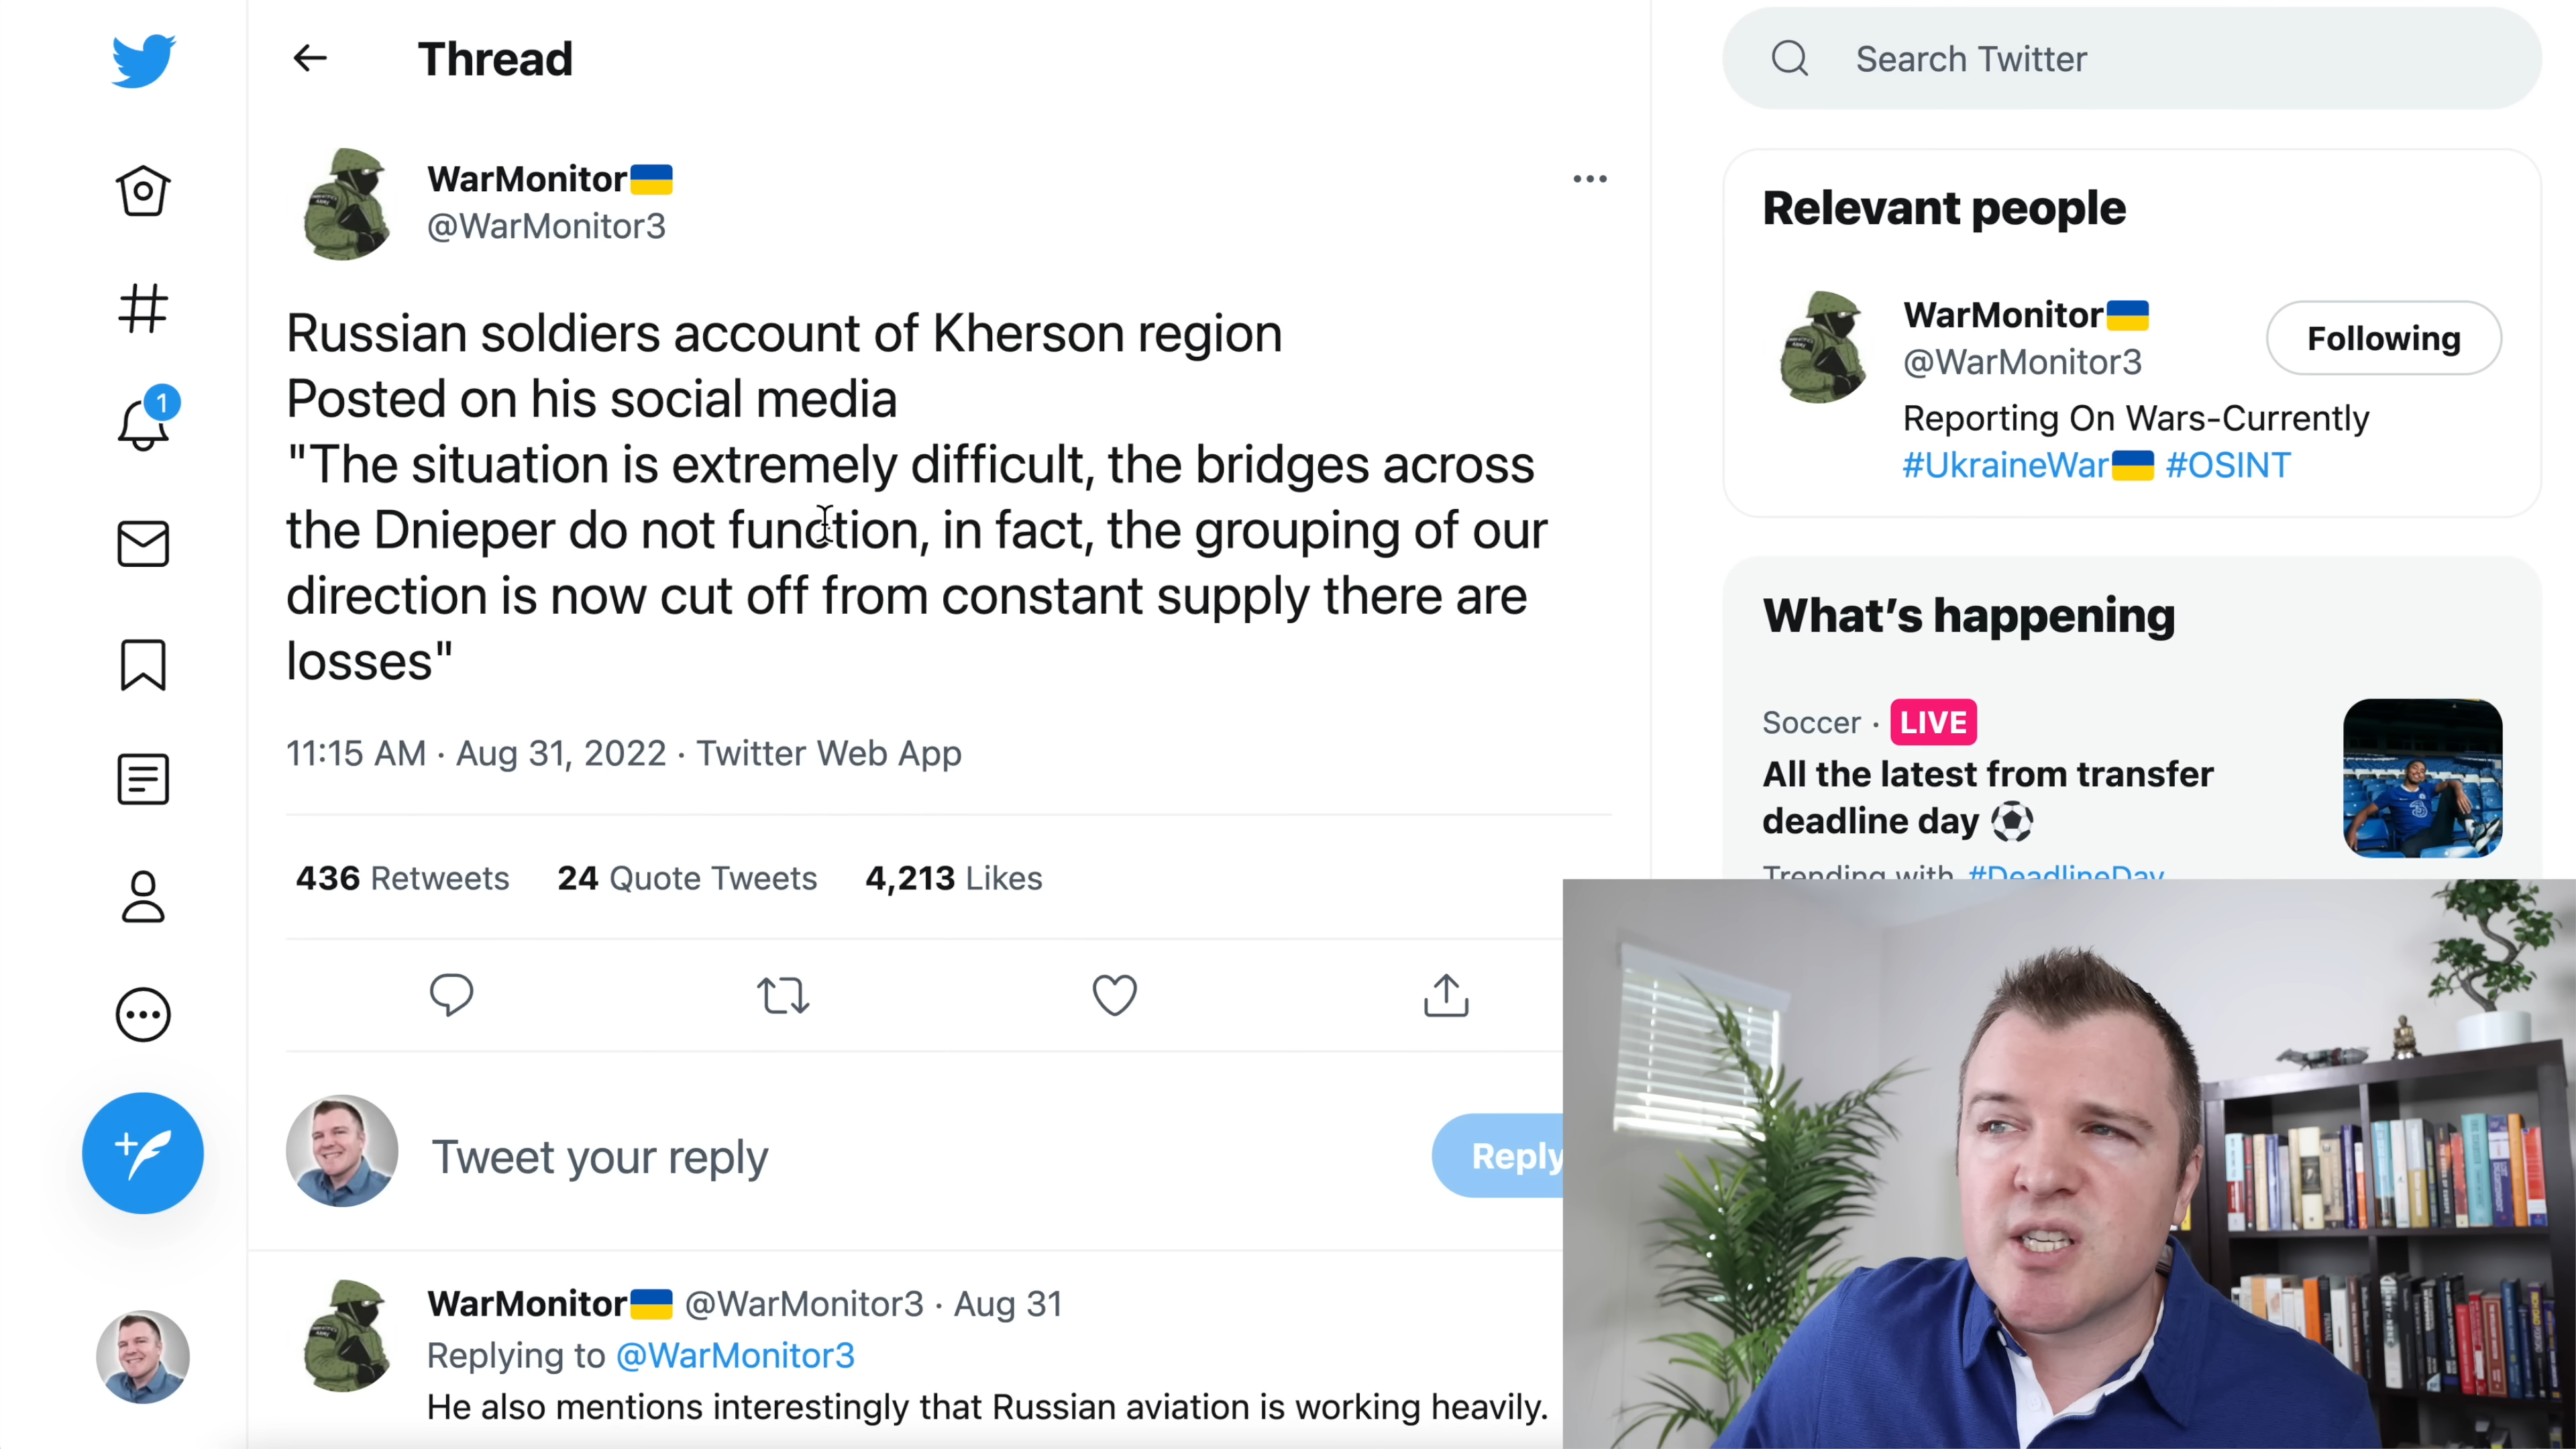 Thread
WarMonitor🇺🇦
@WarMonitor3
Russian soldiers account of Kherson region
Posted on his social media
"The situation is extremely difficult, the bridges across
the Dnieper do not function, in fact, the grouping of our
direction is now cut off from constant supply there are
losses"
11:15 AM · Aug 31, 2022 · Twitter Web App
436 Retweets 24 Quote Tweets 4,213 Likes
Tweet your reply
Reply
WarMonitor🇺🇦 @WarMonitor3 · Aug 31
Replying to @WarMonitor3
He also mentions interestingly that Russian aviation is working heavily.
1
Search Twitter
Relevant people
WarMonitor🇺🇦
@WarMonitor3
Following
Reporting On Wars-Currently
#UkraineWar🇺🇦 #OSINT
What's happening
Soccer · LIVE
All the latest from transfer
deadline day ⚽
Trending with #DeadlineDay